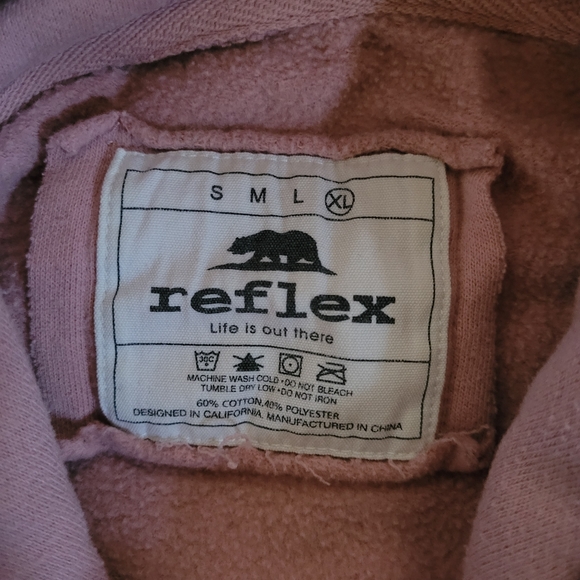 S M L XL
reflex
Life is out there
30C
MACHINE WASH COLD • DO NOT BLEACH
TUMBLE DRY LOW • DO NOT IRON
60% COTTON, 40% POLYESTER
DESIGNED IN CALIFORNIA, MANUFACTURED IN CHINA